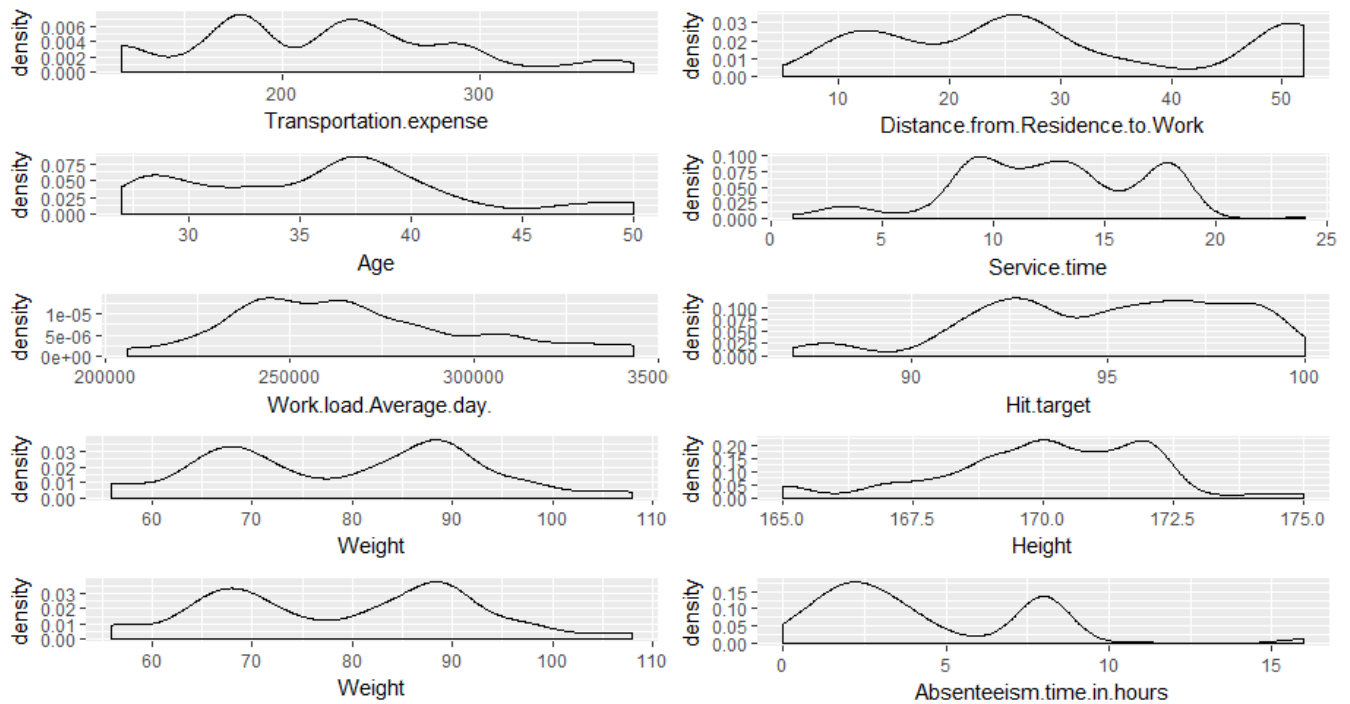 density
0.006
0.004
0.002
0.000
200 300
Transportation.expense
density
0.03
0.02
0.01
0.00
10 20 30 40 50
Distance.from.Residence.to.Work
density
0.075
0.050
0.025
0.000
30 35 40 45 50
Age
density
0.100
0.075
0.050
0.025
0.000
0 5 10 15 20 25
Service.time
density
1e-05
5e-06
0e+00
200000 250000 300000 35000
Work.load.Average.day.
density
0.100
0.075
0.050
0.025
0.000
90 95 100
Hit.target
density
0.03
0.02
0.01
0.00
60 70 80 90 100 110
Weight
density
0.20
0.15
0.10
0.05
0.00
165.0 167.5 170.0 172.5 175.0
Height
density
0.03
0.02
0.01
0.00
60 70 80 90 100 110
Weight
density
0.15
0.10
0.05
0.00
0 5 10 15
Absenteeism.time.in.hours